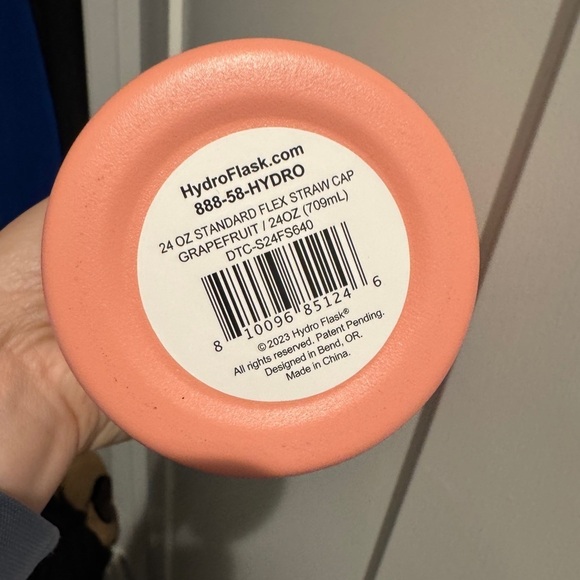 HydroFlask.com
888-58-HYDRO
24 OZ STANDARD FLEX STRAW CAP
GRAPEFRUIT / 24OZ (709mL)
DTC-S24FS640
8 10096 85124 6
©2023 Hydro Flask®
All rights reserved. Patent Pending.
Designed in Bend, OR.
Made in China.